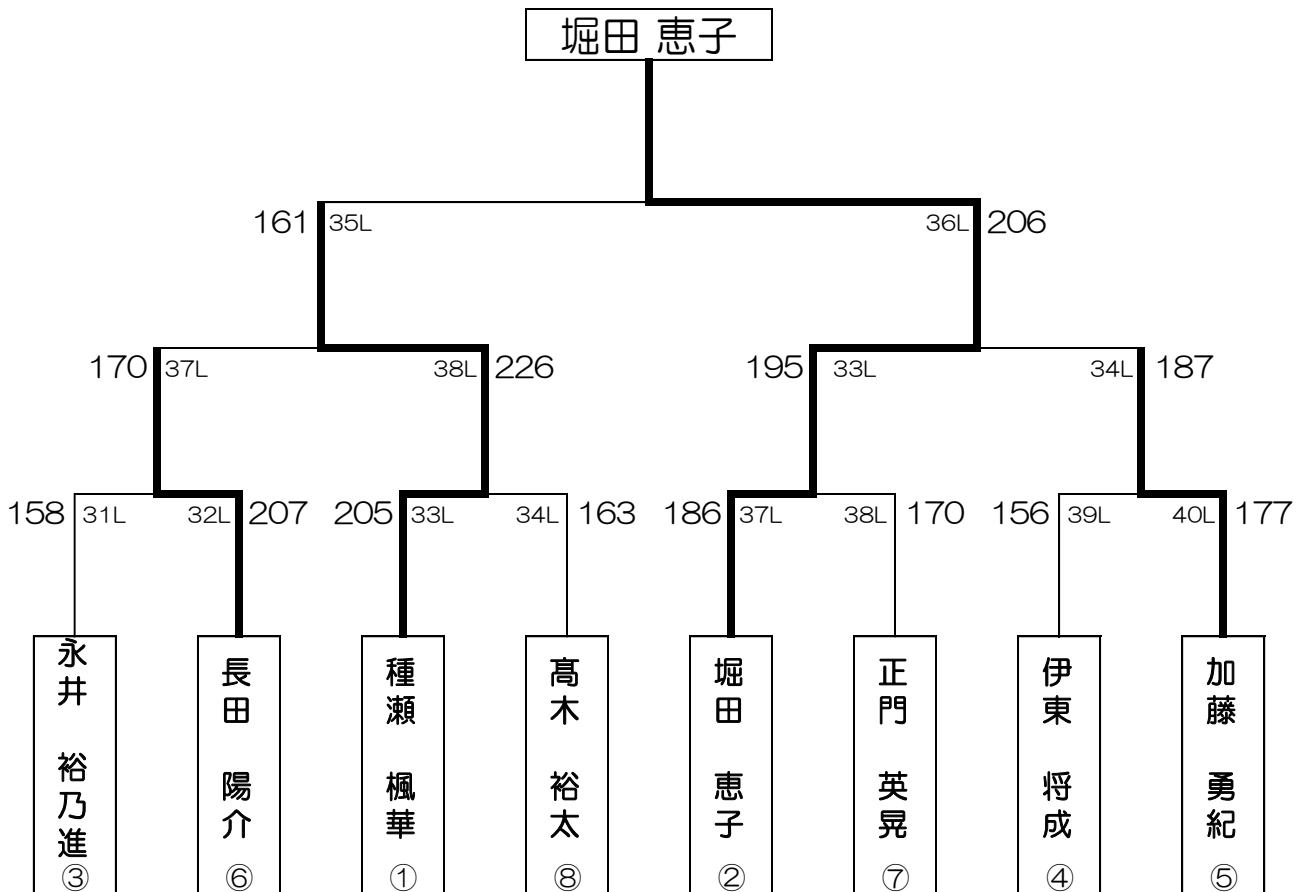 堀田 恵子
161 35L 36L 206
170 37L 38L 226 195 33L 34L 187
158 31L 32L 207 205 33L 34L 163 186 37L 38L 170 156 39L 40L 177
永井 裕乃進
③
長田 陽介
⑥
種瀬 楓華
①
髙木 裕太
⑧
堀田 恵子
②
正門 英晃
⑦
伊東 将成
④
加藤 勇紀
⑤